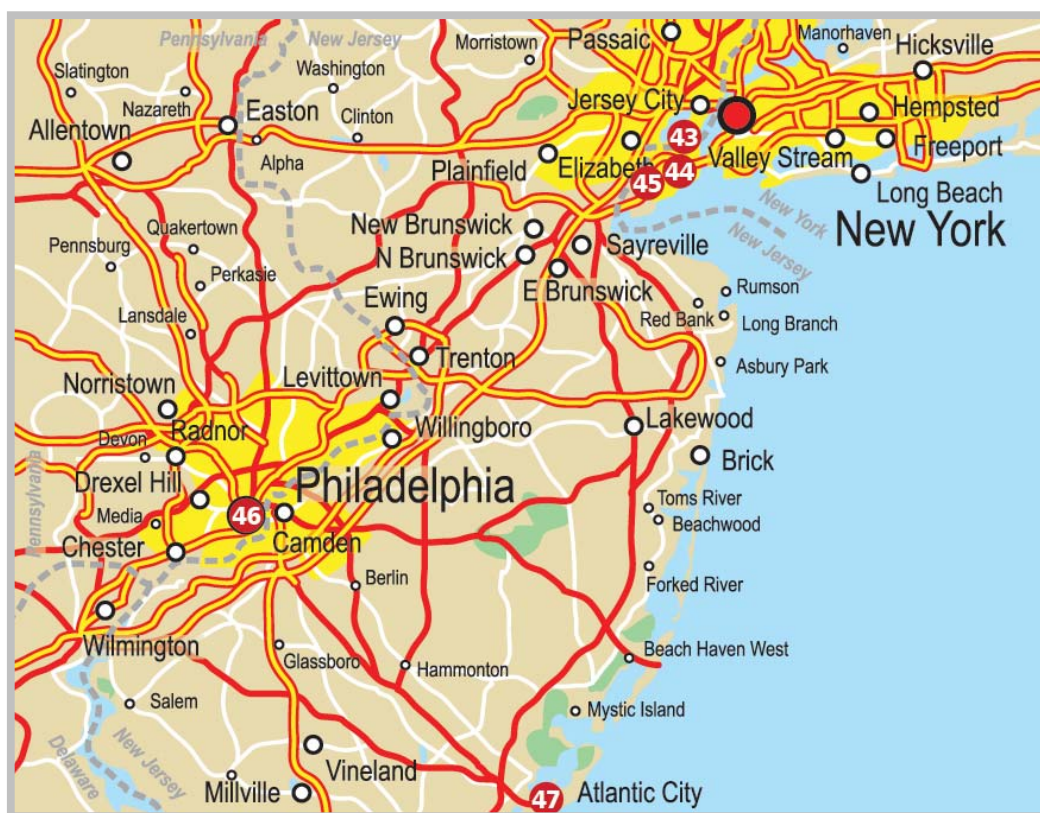 Pennsylvania
New Jersey
Morristown
Passaic
Manorhaven
Hicksville
Slatington
Washington
Nazareth
Easton
Clinton
Jersey City
Hempsted
Allentown
Alpha
43
Plainfield
Elizabeth
Valley Stream
Freeport
45
44
Long Beach
New York
New Jersey
New York
Quakertown
New Brunswick
Sayreville
Pennsburg
N Brunswick
Perkasie
E Brunswick
Rumson
Ewing
Red Bank
Long Branch
Lansdale
Trenton
Asbury Park
Norristown
Levittown
Radnor
Willingboro
Lakewood
Devon
Brick
Pennsylvania
Drexel Hill
Philadelphia
Toms River
Media
46
Beachwood
Chester
Camden
Berlin
Forked River
Wilmington
Glassboro
Hammonton
Beach Haven West
Salem
Mystic Island
Delaware
New Jersey
Vineland
Millville
47
Atlantic City